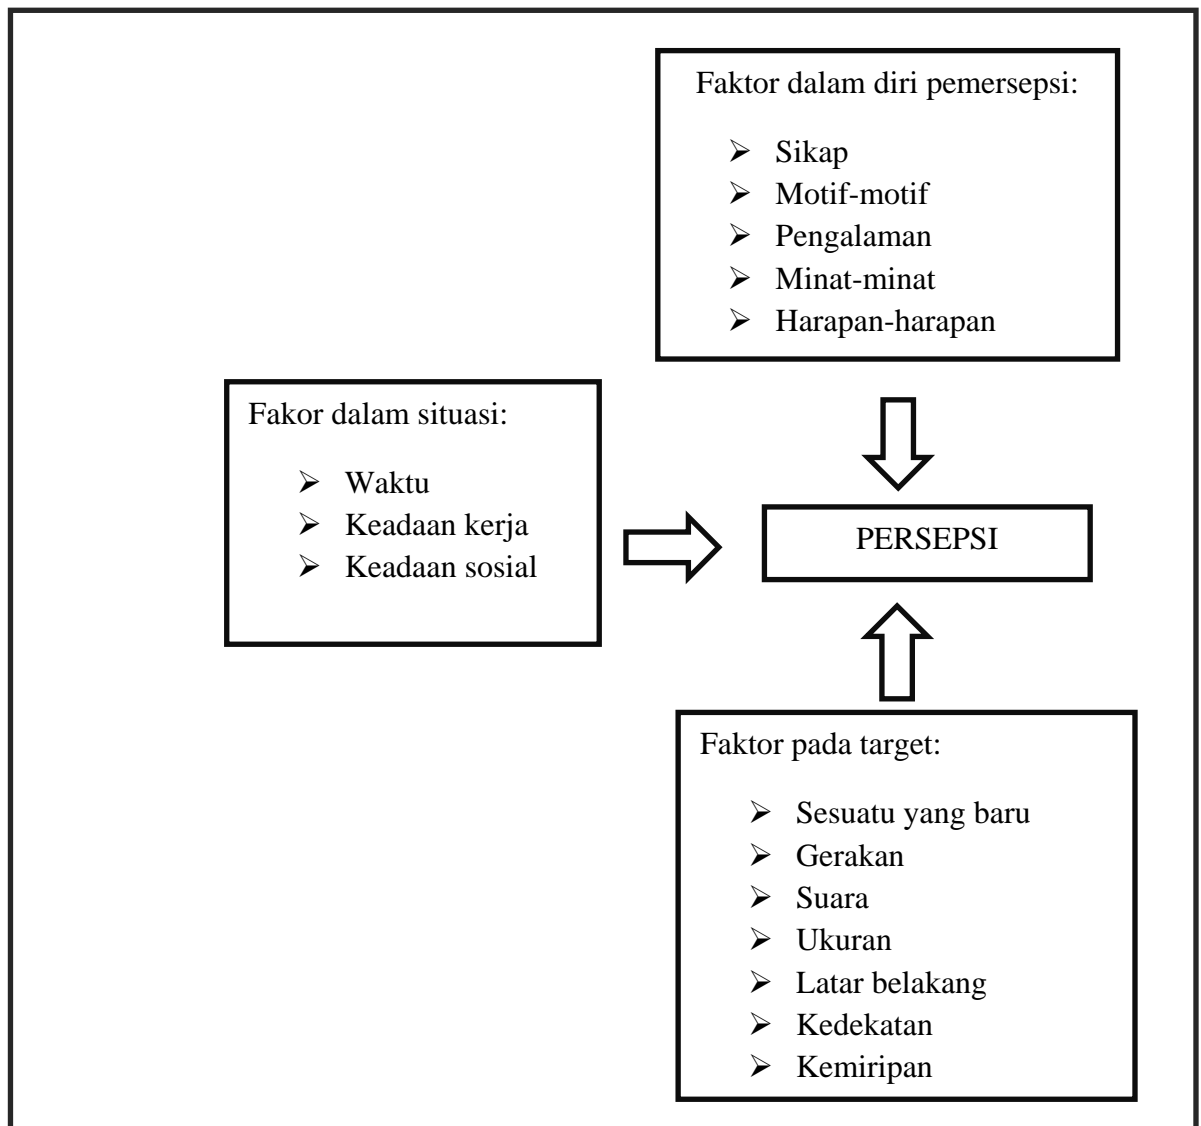 Faktor dalam diri pemersepsi:
➢ Sikap
➢ Motif-motif
➢ Pengalaman
➢ Minat-minat
➢ Harapan-harapan
Fakor dalam situasi:
➢ Waktu
➢ Keadaan kerja
➢ Keadaan sosial
PERSEPSI
Faktor pada target:
➢ Sesuatu yang baru
➢ Gerakan
➢ Suara
➢ Ukuran
➢ Latar belakang
➢ Kedekatan
➢ Kemiripan